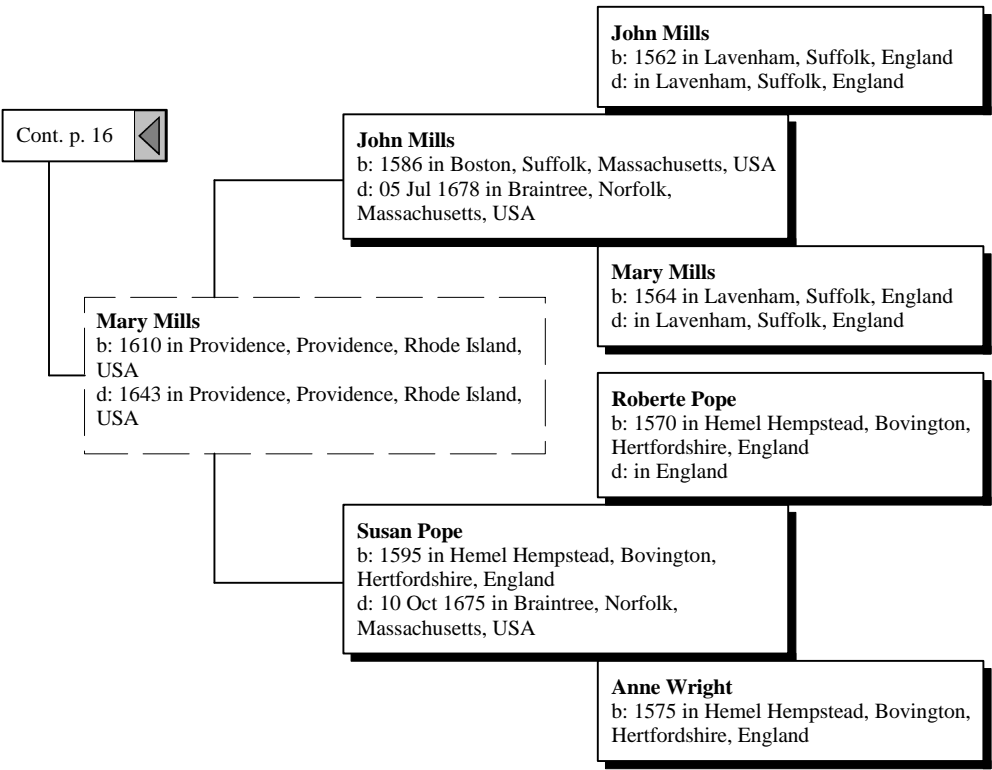 John Mills
b: 1562 in Lavenham, Suffolk, England
d: in Lavenham, Suffolk, England
Cont. p. 16
John Mills
b: 1586 in Boston, Suffolk, Massachusetts, USA
d: 05 Jul 1678 in Braintree, Norfolk,
Massachusetts, USA
Mary Mills
b: 1564 in Lavenham, Suffolk, England
d: in Lavenham, Suffolk, England
Mary Mills
b: 1610 in Providence, Providence, Rhode Island,
USA
d: 1643 in Providence, Providence, Rhode Island,
USA
Roberte Pope
b: 1570 in Hemel Hempstead, Bovington,
Hertfordshire, England
d: in England
Susan Pope
b: 1595 in Hemel Hempstead, Bovington,
Hertfordshire, England
d: 10 Oct 1675 in Braintree, Norfolk,
Massachusetts, USA
Anne Wright
b: 1575 in Hemel Hempstead, Bovington,
Hertfordshire, England